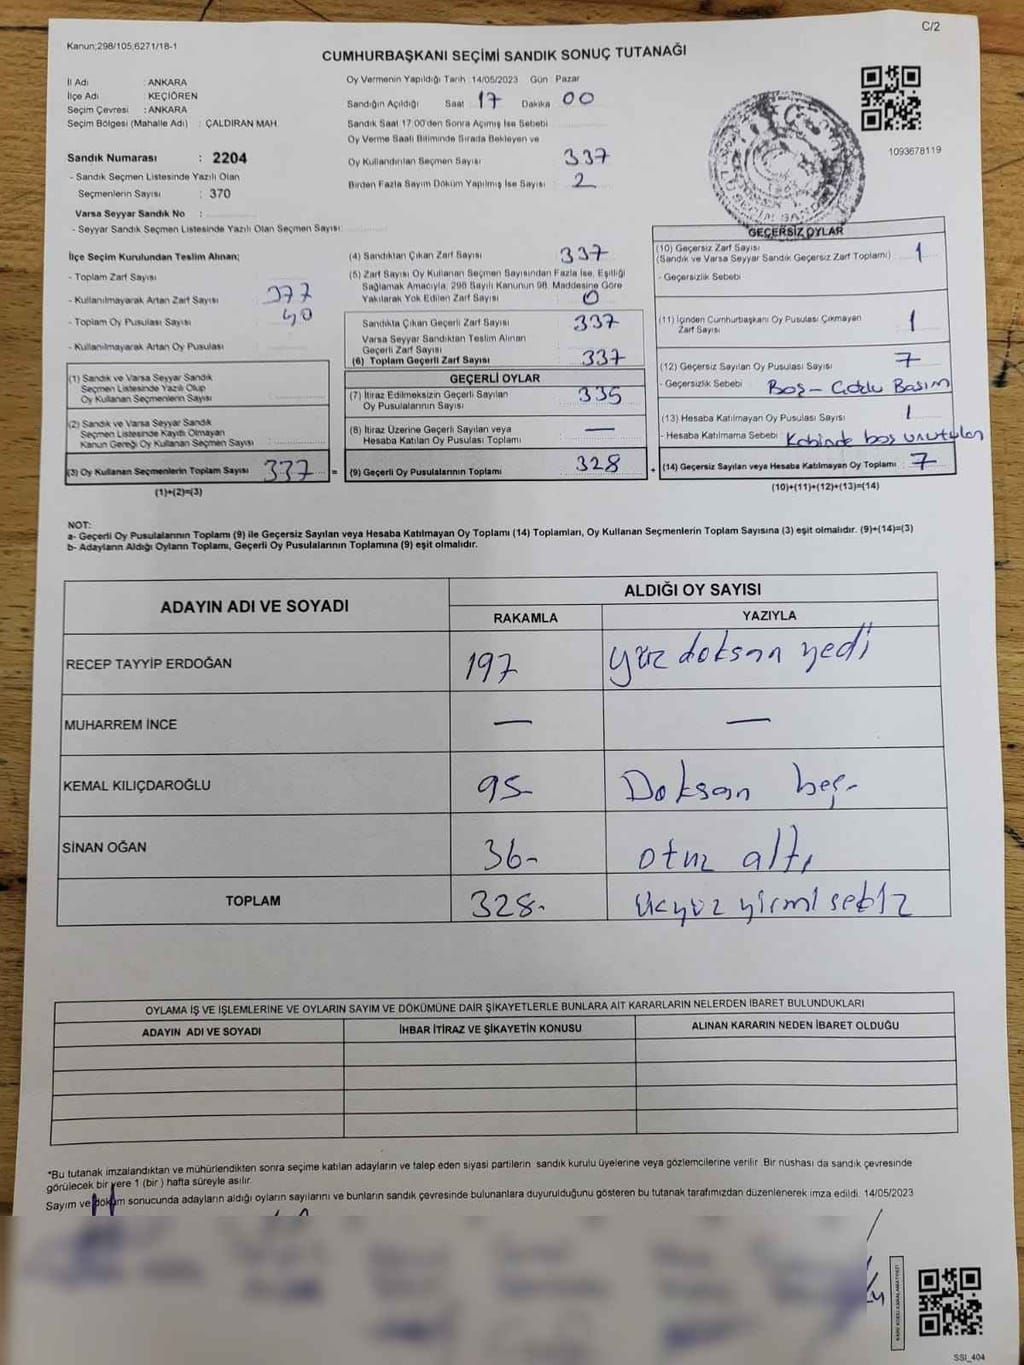 C/2
Kanun;298/105,6271/18-1
CUMHURBAŞKANI SEÇİMİ SANDIK SONUÇ TUTANAĞI
İl Adı : ANKARA
İlçe Adı : KEÇİÖREN
Seçim Çevresi : ANKARA
Seçim Bölgesi (Mahalle Adı) : ÇALDIRAN MAH.
Sandık Numarası : 2204
- Sandık Seçmen Listesinde Yazılı Olan
Seçmenlerin Sayısı : 370
Varsa Seyyar Sandık No :
- Seyyar Sandık Seçmen Listesinde Yazılı Olan Seçmen Sayısı:
Oy Vermenin Yapıldığı Tarih 14/05/2023 Gün : Pazar
Sandığın Açıldığı Saat 17 Dakika 00
Sandık Saat 17:00'den Sonra Açılmış İse Sebebi
Oy Verme Saati Bitiminde Sırada Bekleyen ve
Oy Kullandırılan Seçmen Sayısı 337
Birden Fazla Sayım Döküm Yapılmış İse Sayısı 2
1093678119
İlçe Seçim Kurulundan Teslim Alınan;
- Toplam Zarf Sayısı
- Kullanılmayarak Artan Zarf Sayısı 377
- Toplam Oy Pusulası Sayısı 40
- Kullanılmayarak Artan Oy Pusulası
(1) Sandık ve Varsa Seyyar Sandık
Seçmen Listesinde Yazılı Olup
Oy Kullanan Seçmenlerin Sayısı
(2) Sandık ve Varsa Seyyar Sandık
Seçmen Listesinde Kayıtlı Olmayan
Kanun Gereği Oy Kullanan Seçmen Sayısı
(3) Oy Kullanan Seçmenlerin Toplam Sayısı 337 =
(1)+(2)=(3)
(4) Sandıktan Çıkan Zarf Sayısı 337
(5) Zarf Sayısı Oy Kullanan Seçmen Sayısından Fazla İse, Eşitliği
Sağlamak Amacıyla, 298 Sayılı Kanunun 98. Maddesine Göre
Yakılarak Yok Edilen Zarf Sayısı 0
Sandıkta Çıkan Geçerli Zarf Sayısı 337
Varsa Seyyar Sandıktan Teslim Alınan
Geçerli Zarf Sayısı
(6) Toplam Geçerli Zarf Sayısı 337
GEÇERLİ OYLAR
(7) İtiraz Edilmeksizin Geçerli Sayılan 335
Oy Pusulalarının Sayısı
(8) İtiraz Üzerine Geçerli Sayılan veya —
Hesaba Katılan Oy Pusulası Toplamı
(9) Geçerli Oy Pusulalarının Toplamı 328 +
GEÇERSİZ OYLAR
(10) Geçersiz Zarf Sayısı 1
(Sandık ve Varsa Seyyar Sandık Geçersiz Zarf Toplamı)
- Geçersizlik Sebebi
(11) İçinden Cumhurbaşkanı Oy Pusulası Çıkmayan 1
Zarf Sayısı
(12) Geçersiz Sayılan Oy Pusulası Sayısı 7
- Geçersizlik Sebebi Boş - Çoklu Basım
(13) Hesaba Katılmayan Oy Pusulası Sayısı 1
- Hesaba Katılmama Sebebi Kabinde boş unutulan
(14) Geçersiz Sayılan veya Hesaba Katılmayan Oy Toplamı : 7
(10)+(11)+(12)+(13)=(14)
NOT:
a- Geçerli Oy Pusulalarının Toplamı (9) ile Geçersiz Sayılan veya Hesaba Katılmayan Oy Toplamı (14) Toplamları, Oy Kullanan Seçmenlerin Toplam Sayısına (3) eşit olmalıdır. (9)+(14)=(3)
b- Adayların Aldığı Oyların Toplamı, Geçerli Oy Pusulalarının Toplamına (9) eşit olmalıdır.
ADAYIN ADI VE SOYADI
ALDIĞI OY SAYISI
RAKAMLA YAZIYLA
RECEP TAYYİP ERDOĞAN 197 yüz doksan yedi
MUHARREM İNCE — —
KEMAL KILIÇDAROĞLU 95- Doksan beş-
SİNAN OĞAN 36- otuz altı
TOPLAM 328- üçyüz yirmi sekiz
OYLAMA İŞ VE İŞLEMLERİNE VE OYLARIN SAYIM VE DÖKÜMÜNE DAİR ŞİKAYETLERLE BUNLARA AİT KARARLARIN NELERDEN İBARET BULUNDUKLARI
ADAYIN ADI VE SOYADI İHBAR İTİRAZ VE ŞİKAYETİN KONUSU ALINAN KARARIN NEDEN İBARET OLDUĞU
*Bu tutanak imzalandıktan ve mühürlendikten sonra seçime katılan adayların ve talep eden siyasi partilerin sandık kurulu üyelerine veya gözlemcilerine verilir .Bir nüshası da sandık çevresinde
görülecek bir yere 1 (bir ) hafta süreyle asılır.
Sayım ve döküm sonucunda adayların aldığı oyların sayılarını ve bunların sandık çevresinde bulunanlara duyurulduğunu gösteren bu tutanak tarafımızdan düzenlenerek imza edildi. 14/05/2023
SSI_404